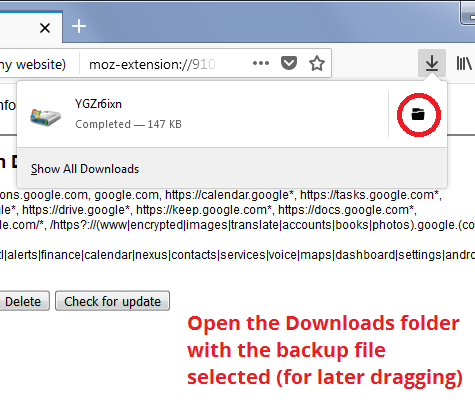 ny website)
moz-extension://910
YGZr6ixn
Completed — 147 KB
Show All Downloads
ons.google.com, google.com, https://calendar.google*, https://tasks.google.com*,
gle*, https://drive.google*, https://keep.google.com*, https://docs.google.com*,
gle.com/*, /https?://(www|encrypted|images|translate|accounts|books|photos).google.(co
xt|alerts|finance|calendar|nexus|contacts|services|voice|maps|dashboard|settings|andro
Delete
Check for update
Open the Downloads folder
with the backup file
selected (for later dragging)